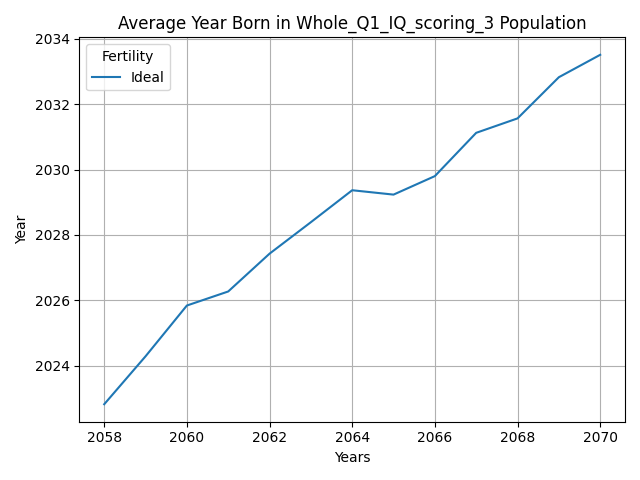 Average Year Born in Whole_Q1_IQ_scoring_3 Population
Fertility
Ideal
Year
2034
2032
2030
2028
2026
2024
2058 2060 2062 2064 2066 2068 2070
Years